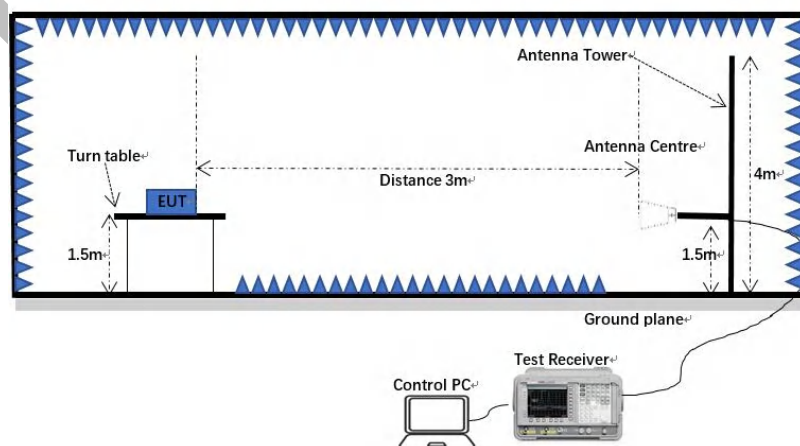 Antenna Tower
Antenna Centre
Turn table
Distance 3m
4m
EUT
1.5m
1.5m
Ground plane
Test Receiver
Control PC